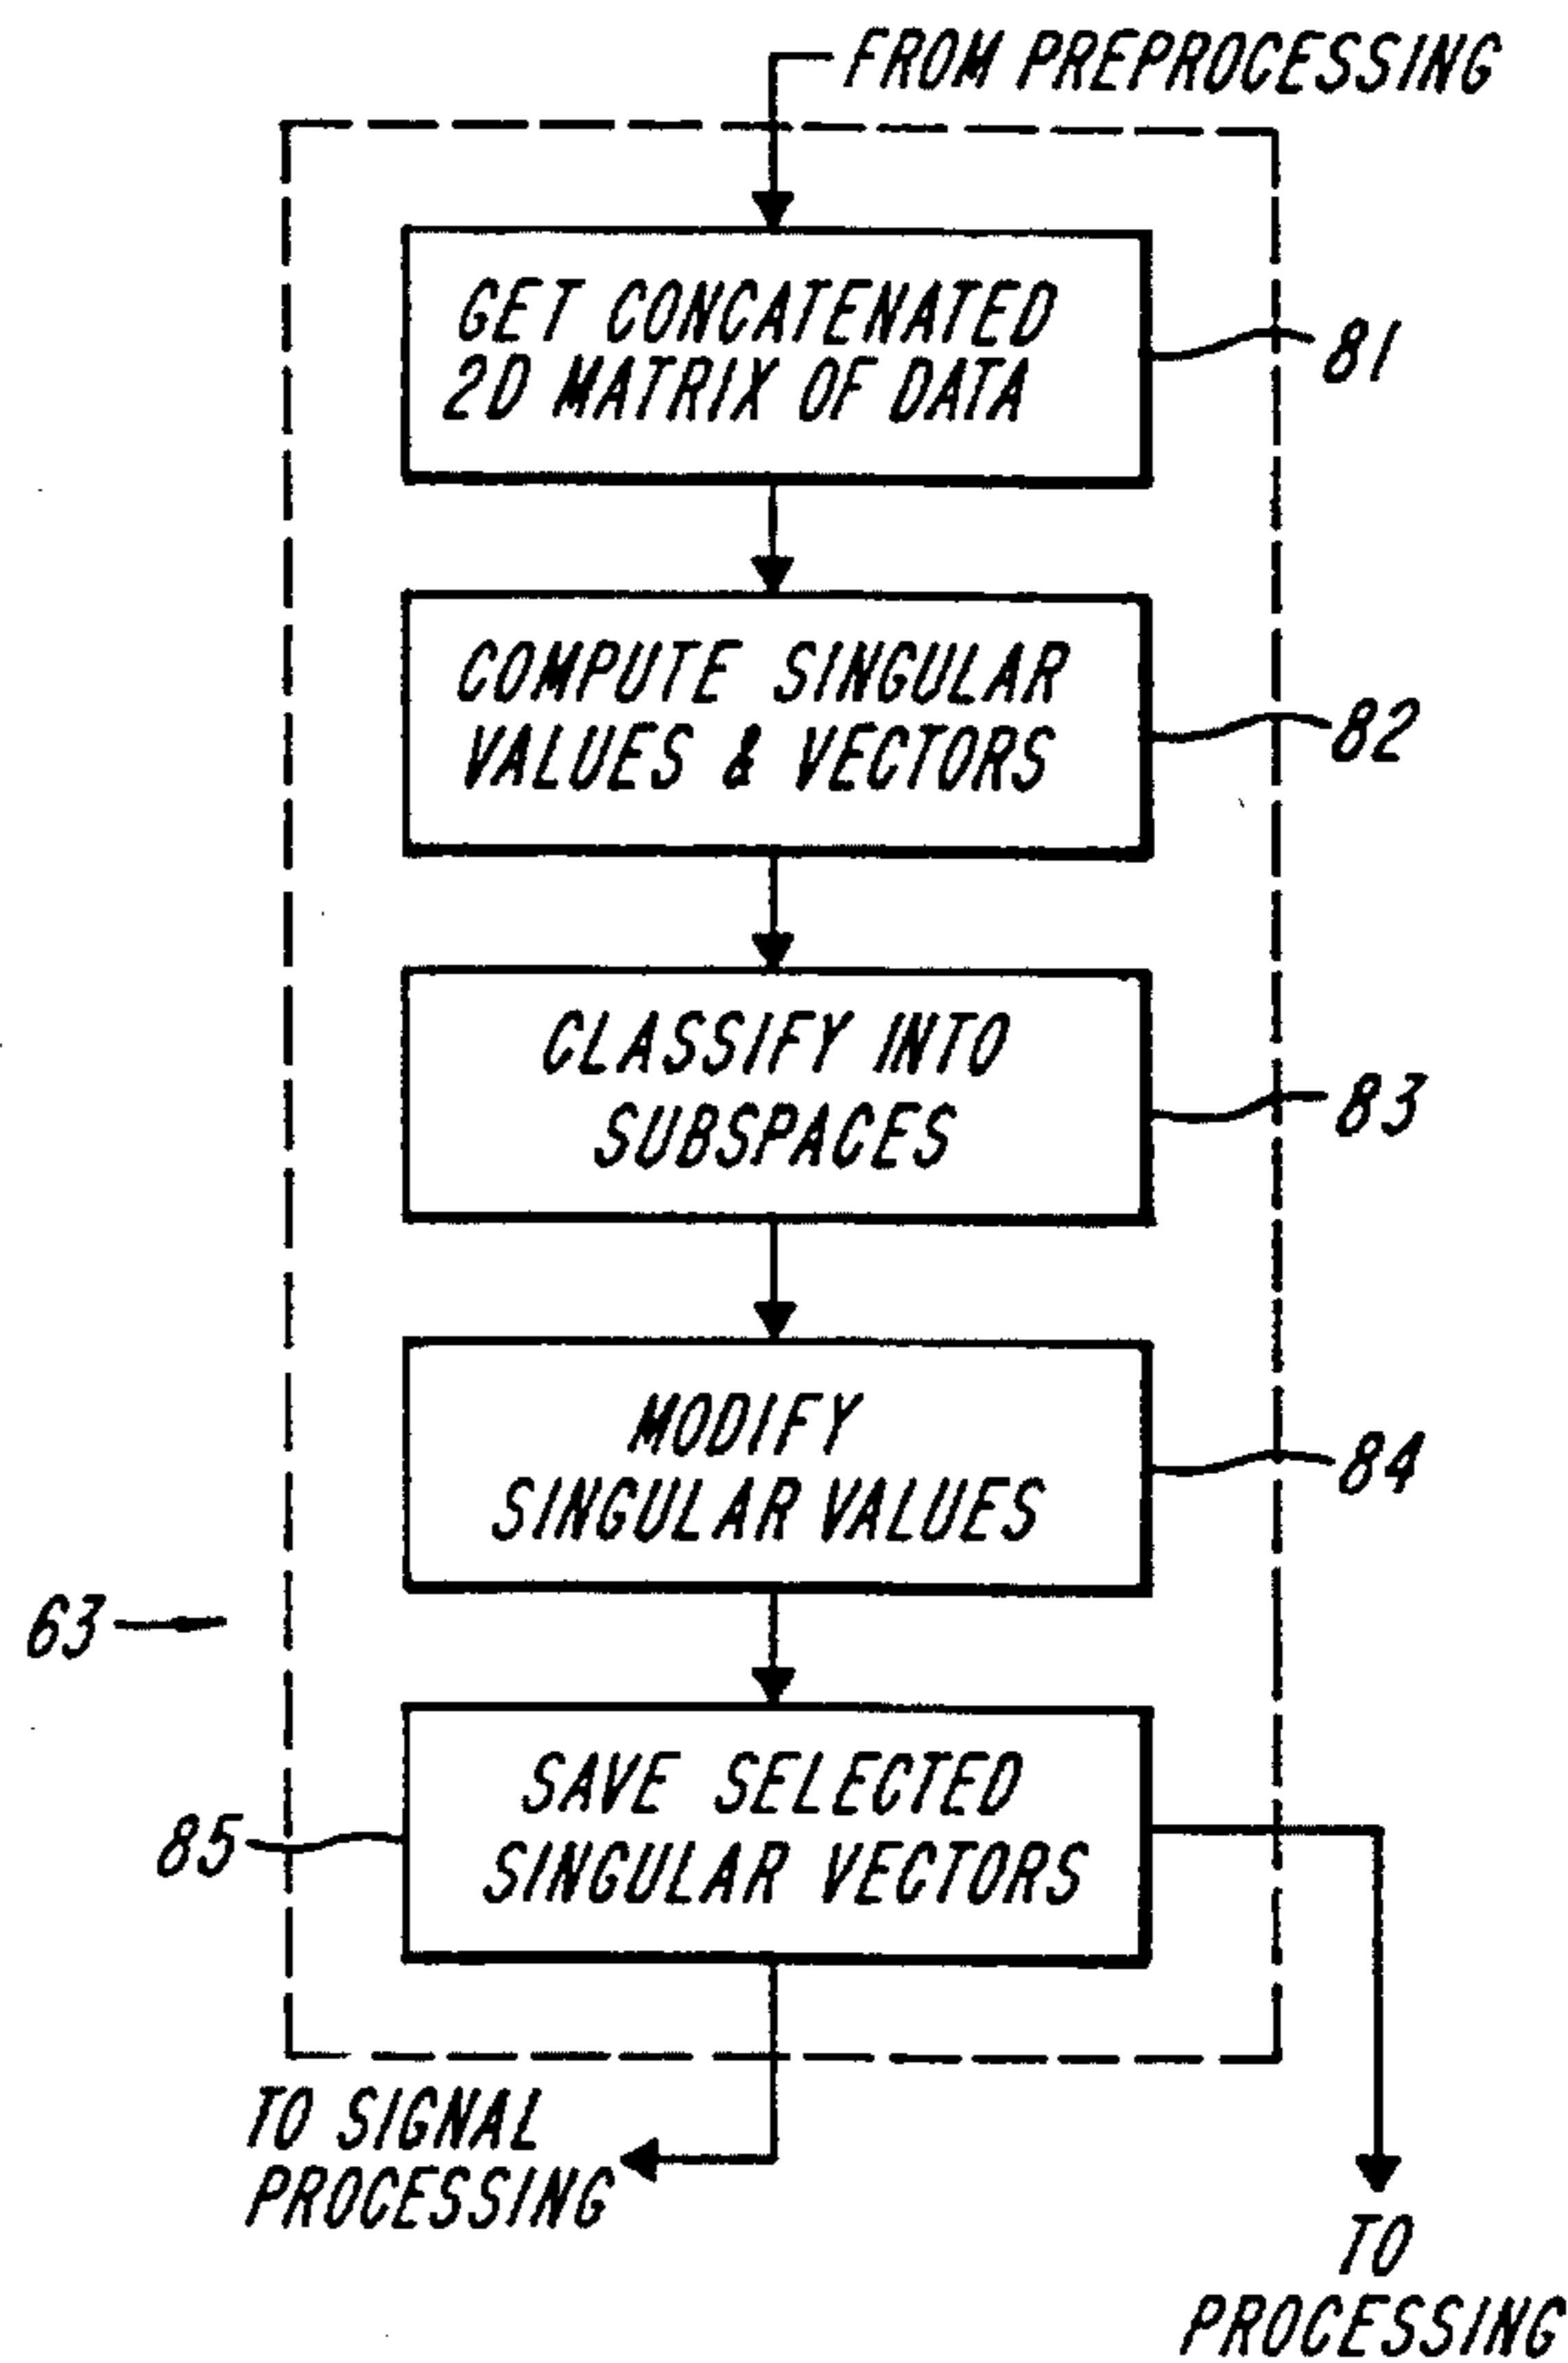 FROM PREPROCESSING
GET CONCATENATED
2D MATRIX OF DATA
81
COMPUTE SINGULAR
VALUES & VECTORS
82
CLASSIFY INTO
SUBSPACES
83
MODIFY
SINGULAR VALUES
84
63
SAVE SELECTED
SINGULAR VECTORS
85
TO SIGNAL
PROCESSING
TO
PROCESSING